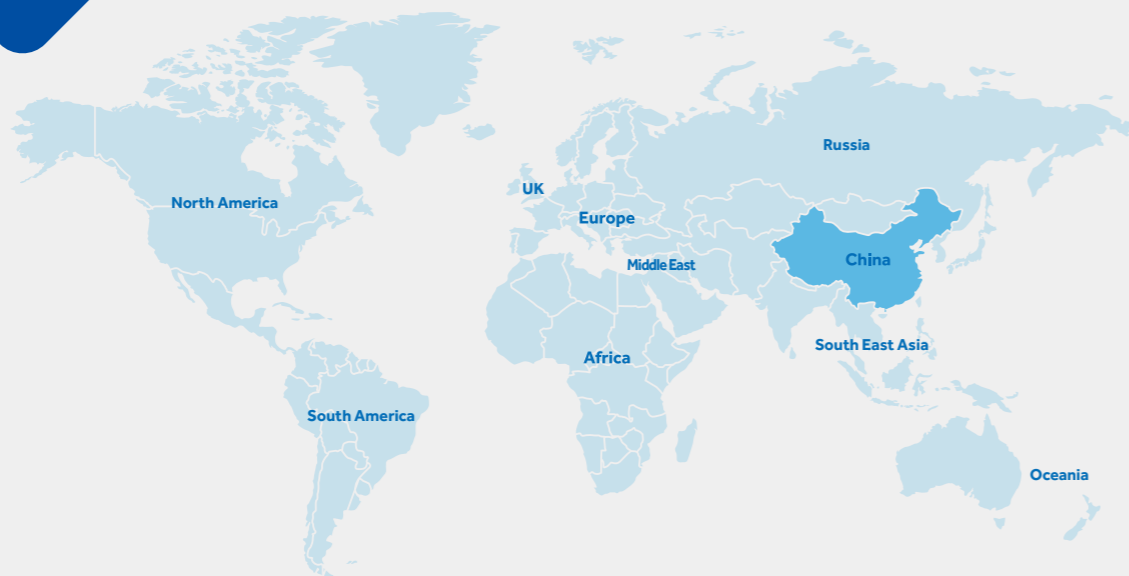 Russia
UK
North America
Europe
China
Middle East
South East Asia
Africa
South America
Oceania